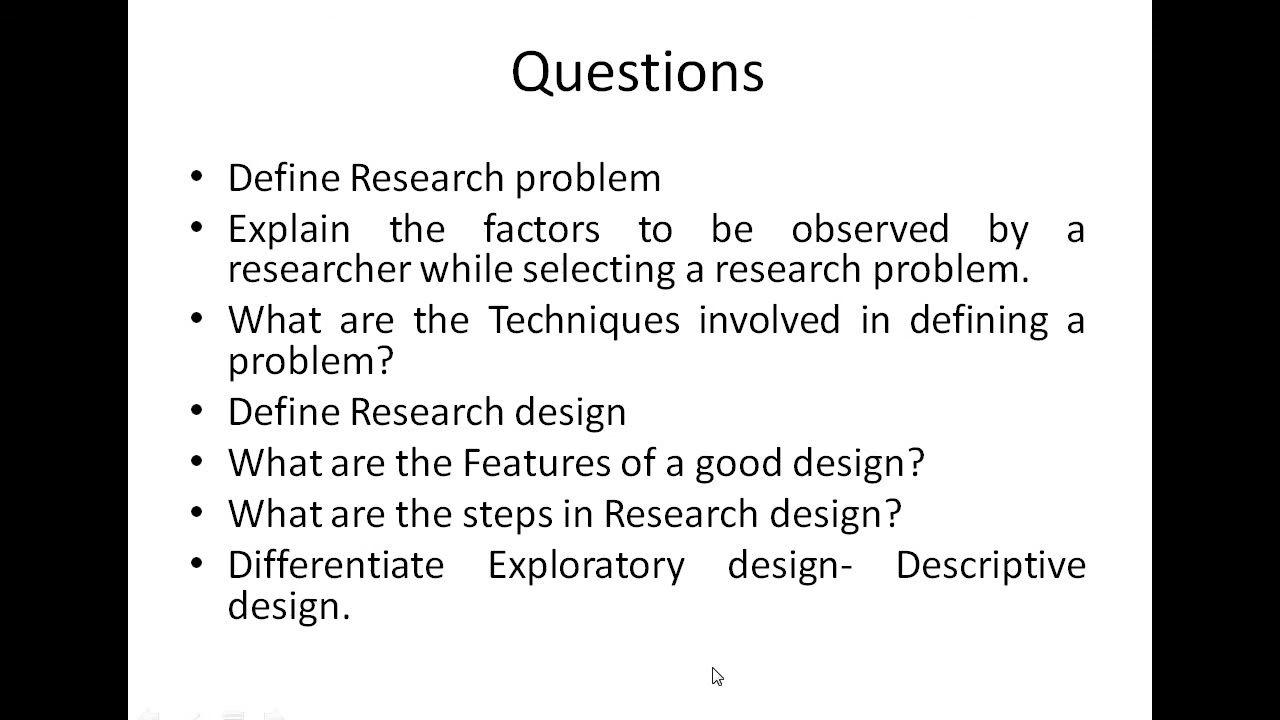 Questions
• Define Research problem
• Explain the factors to be observed by a
researcher while selecting a research problem.
• What are the Techniques involved in defining a
problem?
• Define Research design
• What are the Features of a good design?
• What are the steps in Research design?
• Differentiate Exploratory design- Descriptive
design.